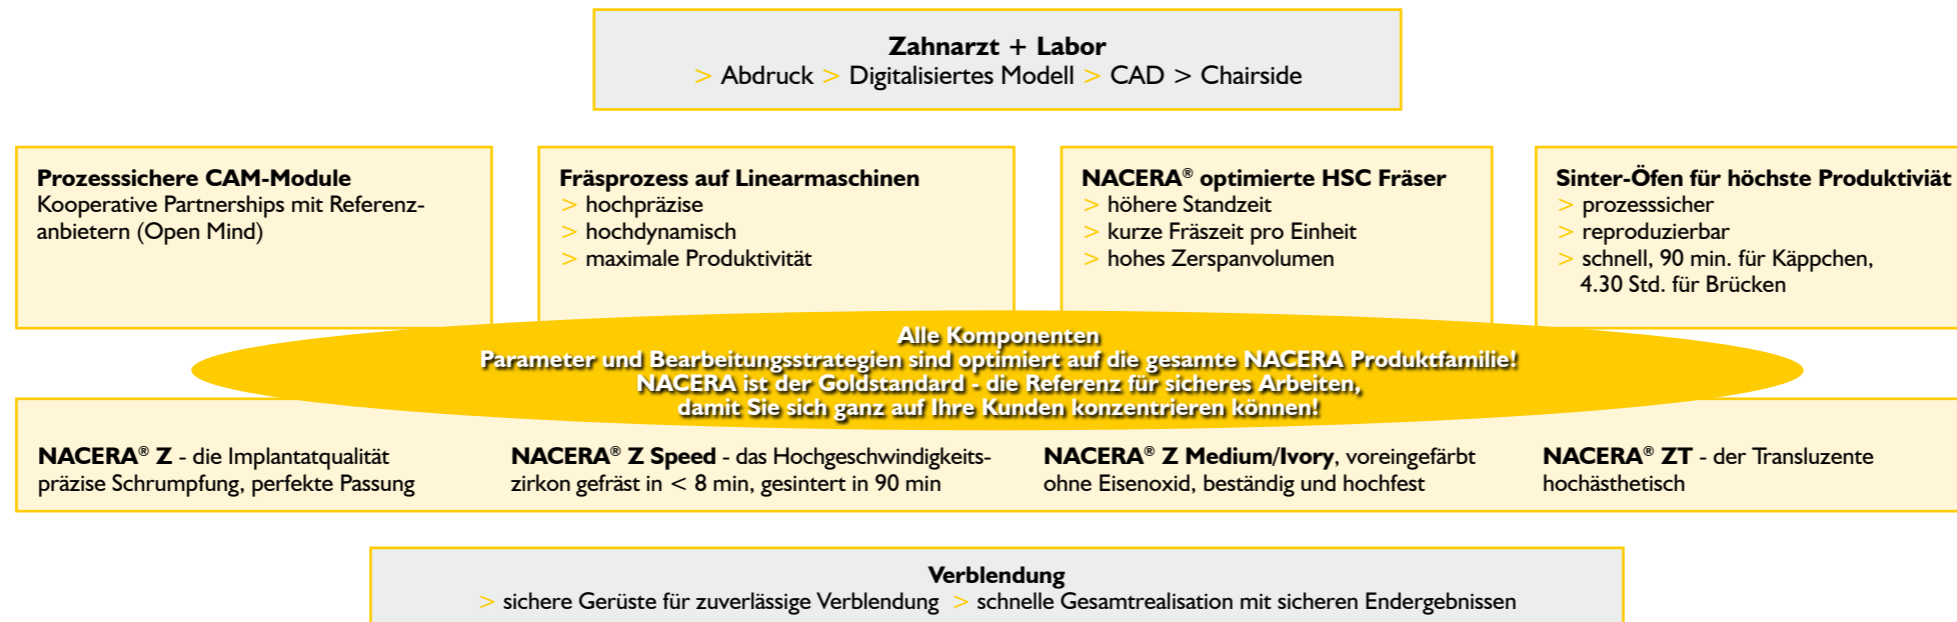 Zahnarzt + Labor
> Abdruck > Digitalisiertes Modell > CAD > Chairside
Prozesssichere CAM-Module
Kooperative Partnerships mit Referenz-
anbietern (Open Mind)
Fräsprozess auf Linearmaschinen
> hochpräzise
> hochdynamisch
> maximale Produktivität
NACERA® optimierte HSC Fräser
> höhere Standzeit
> kurze Fräszeit pro Einheit
> hohes Zerspanvolumen
Sinter-Öfen für höchste Produktiviät
> prozesssicher
> reproduzierbar
> schnell, 90 min. für Käppchen,
4.30 Std. für Brücken
Alle Komponenten
Parameter und Bearbeitungsstrategien sind optimiert auf die gesamte NACERA Produktfamilie!
NACERA ist der Goldstandard - die Referenz für sicheres Arbeiten,
damit Sie sich ganz auf Ihre Kunden konzentrieren können!
NACERA® Z - die Implantatqualität
präzise Schrumpfung, perfekte Passung
NACERA® Z Speed - das Hochgeschwindigkeits-
zirkon gefräst in < 8 min, gesintert in 90 min
NACERA® Z Medium/Ivory, voreingefärbt
ohne Eisenoxid, beständig und hochfest
NACERA® ZT - der Transluzente
hochästhetisch
Verblendung
> sichere Gerüste für zuverlässige Verblendung > schnelle Gesamtrealisation mit sicheren Endergebnissen